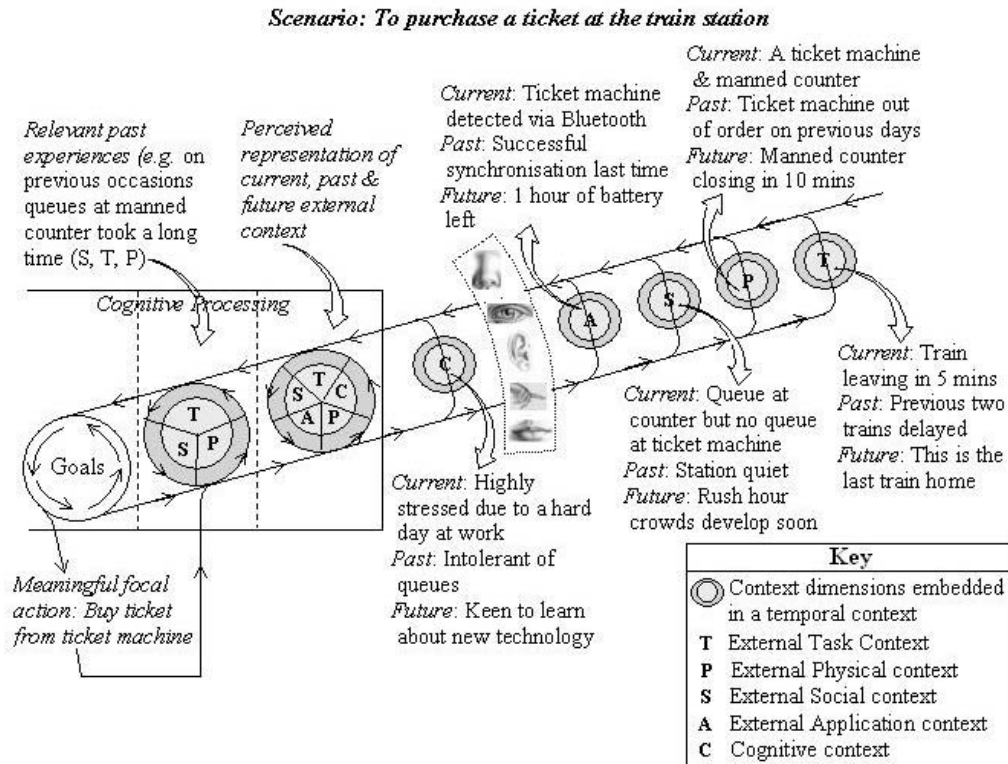 Scenario: To purchase a ticket at the train station
Relevant past
experiences (e.g. on
previous occasions
queues at manned
counter took a long
time (S, T, P)
Perceived
representation of
current, past &
future external
context
Current: Ticket machine
detected via Bluetooth
Past: Successful
synchronisation last time
Future: 1 hour of battery
left
Current: A ticket machine
& manned counter
Past: Ticket machine out
of order on previous days
Future: Manned counter
closing in 10 mins
Cognitive Processing
Goals
T
S
P
T
S
C
A
P
C
A
S
P
T
Meaningful focal
action: Buy ticket
from ticket machine
Current: Highly
stressed due to a hard
day at work
Past: Intolerant of
queues
Future: Keen to learn
about new technology
Current: Queue at
counter but no queue
at ticket machine
Past: Station quiet
Future: Rush hour
crowds develop soon
Current: Train
leaving in 5 mins
Past: Previous two
trains delayed
Future: This is the
last train home
Key
Context dimensions embedded
in a temporal context
T External Task Context
P External Physical context
S External Social context
A External Application context
C Cognitive context